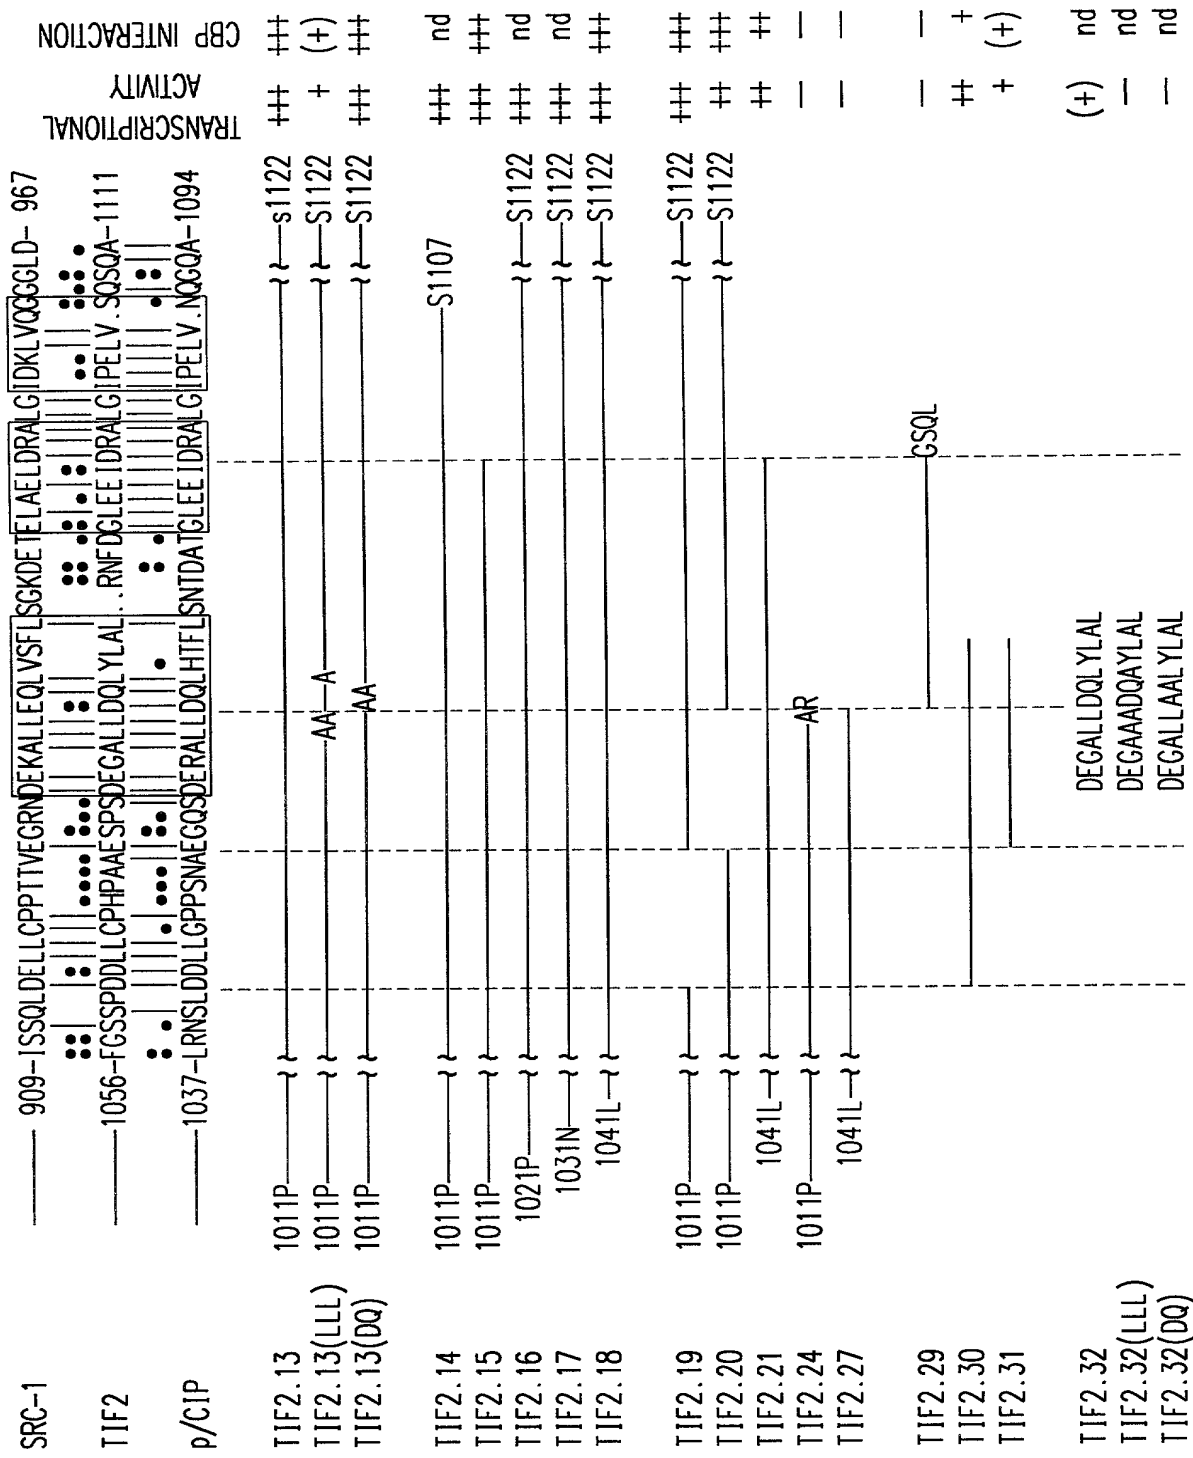 TRANSCRIPTIONAL ACTIVITY CBP INTERACTION
SRC-1 909-ISSQLDELLCPPTTVEGRNDEKALLEQLVSFLSGKDETELAELDRALGIDKLVQGGGLD- 967
TIF2 1056-FGSSPDDLLCPHPAAESPSDEGALLDQLYLAL..RNFDGLEEIDRALGIPELV.SQSQA-1111
p/CIP 1037-LRNSLDDLLGPPSNAEGQSDERALLDQLHTFLSNTDATGLEEIDRALGIPELV.NQGQA-1094
TIF2.13 1011P s1122 +++ +++
TIF2.13(LLL) 1011P AA A S1122 + (+)
TIF2.13(DQ) 1011P AA S1122 +++ +++
TIF2.14 1011P S1107 +++ nd
TIF2.15 1011P +++ +++
TIF2.16 1021P S1122 +++ nd
TIF2.17 1031N S1122 +++ nd
TIF2.18 1041L S1122 +++ +++
TIF2.19 1011P S1122 +++ +++
TIF2.20 1011P S1122 ++ +++
TIF2.21 1041L ++ ++
TIF2.24 1011P AR — —
TIF2.27 1041L — —
TIF2.29 GSQL — —
TIF2.30 ++ +
TIF2.31 + (+)
TIF2.32 DEGALLDQLYLAL (+) nd
TIF2.32(LLL) DEGAAADQAYLAL — nd
TIF2.32(DQ) DEGALLAALYLAL — nd